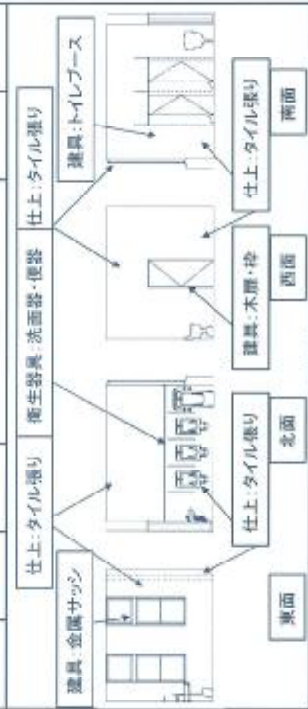 仕上:タイル張り
衛生器具:洗面器・便器
仕上:タイル張り
建具:金属サッシ
建具:トイレブース
仕上:タイル張り
建具:木扉・枠
仕上:タイル張り
東面
北面
西面
南面